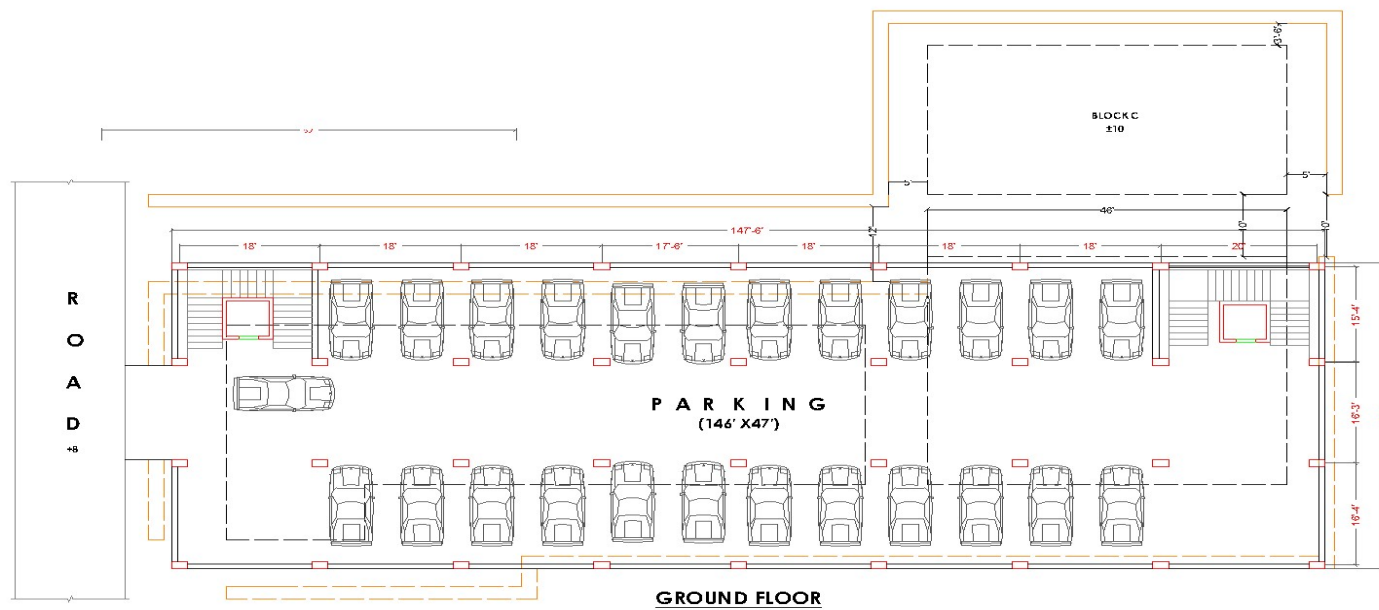 3'-6"
BLOCK C
±10
5'
5'
46'
10'
10'
12'
147'-6"
18'
18'
18'
17'-6"
18'
18'
18'
20'
15'-4"
16'-3"
16'-4"
R
O
A
D
+8
PARKING
(146' X47')
GROUND FLOOR